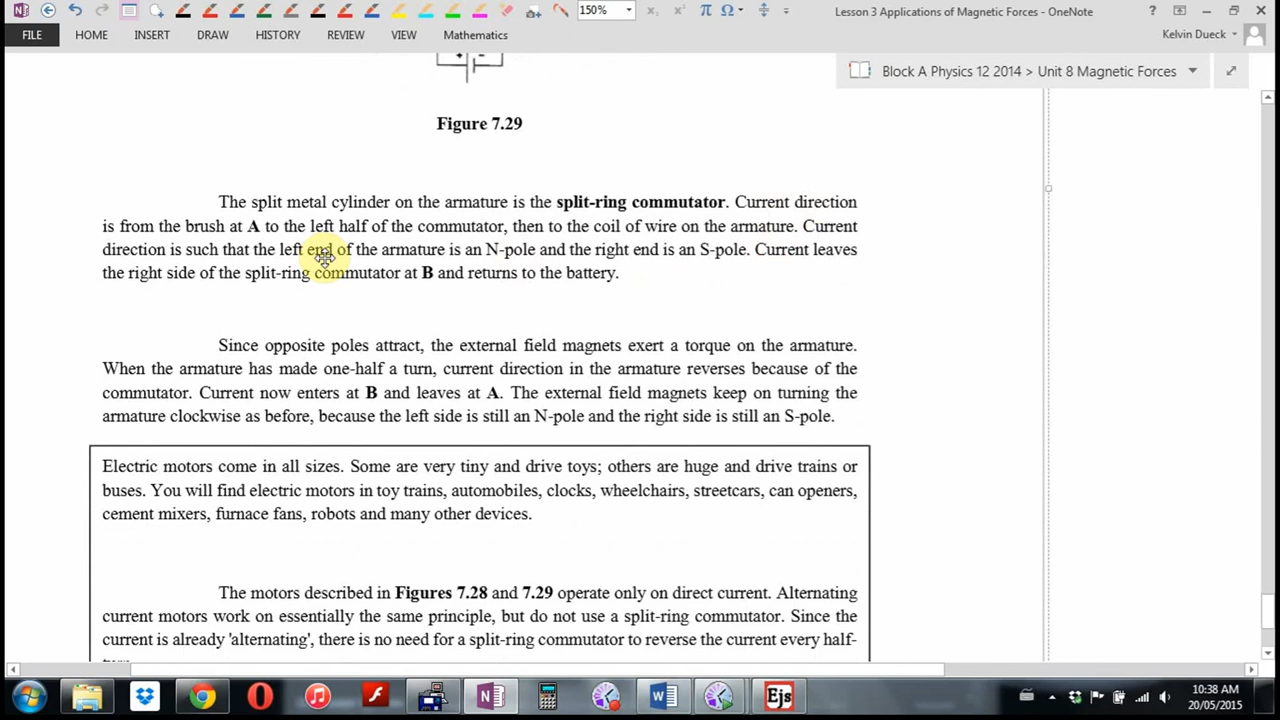 150%
Lesson 3 Applications of Magnetic Forces - OneNote
FILE
HOME
INSERT
DRAW
HISTORY
REVIEW
VIEW
Mathematics
Kelvin Dueck
Block A Physics 12 2014 > Unit 8 Magnetic Forces
Figure 7.29
The split metal cylinder on the armature is the split-ring commutator. Current direction
is from the brush at A to the left half of the commutator, then to the coil of wire on the armature. Current
direction is such that the left end of the armature is an N-pole and the right end is an S-pole. Current leaves
the right side of the split-ring commutator at B and returns to the battery.
Since opposite poles attract, the external field magnets exert a torque on the armature.
When the armature has made one-half a turn, current direction in the armature reverses because of the
commutator. Current now enters at B and leaves at A. The external field magnets keep on turning the
armature clockwise as before, because the left side is still an N-pole and the right side is still an S-pole.
Electric motors come in all sizes. Some are very tiny and drive toys; others are huge and drive trains or
buses. You will find electric motors in toy trains, automobiles, clocks, wheelchairs, streetcars, can openers,
cement mixers, furnace fans, robots and many other devices.
The motors described in Figures 7.28 and 7.29 operate only on direct current. Alternating
current motors work on essentially the same principle, but do not use a split-ring commutator. Since the
current is already 'alternating', there is no need for a split-ring commutator to reverse the current every half-
Ejs
10:38 AM
20/05/2015